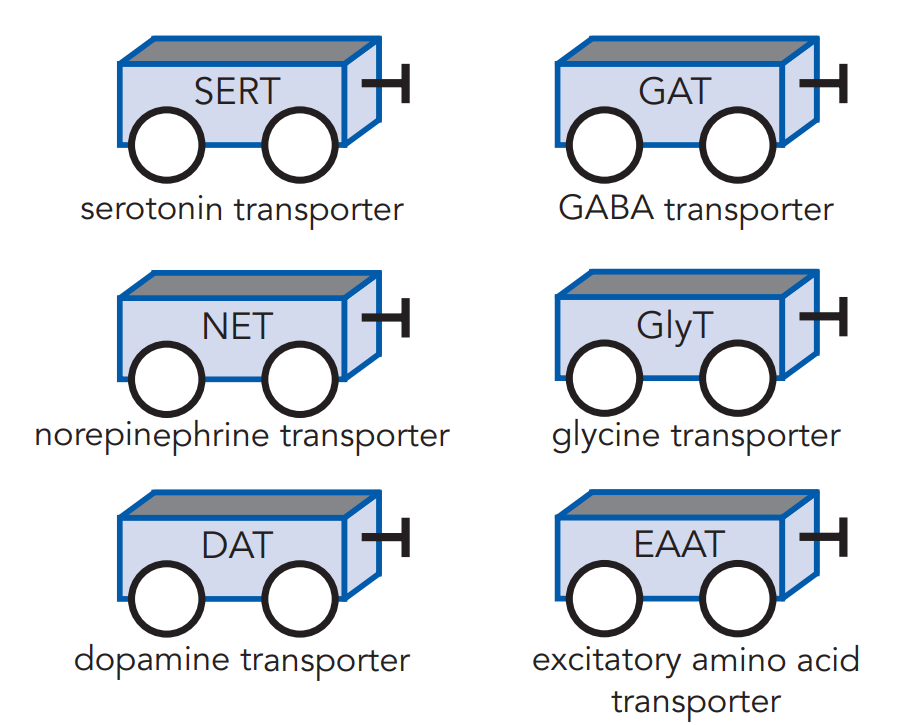 SERT
serotonin transporter
GAT
GABA transporter
NET
norepinephrine transporter
GlyT
glycine transporter
DAT
dopamine transporter
EAAT
excitatory amino acid
transporter